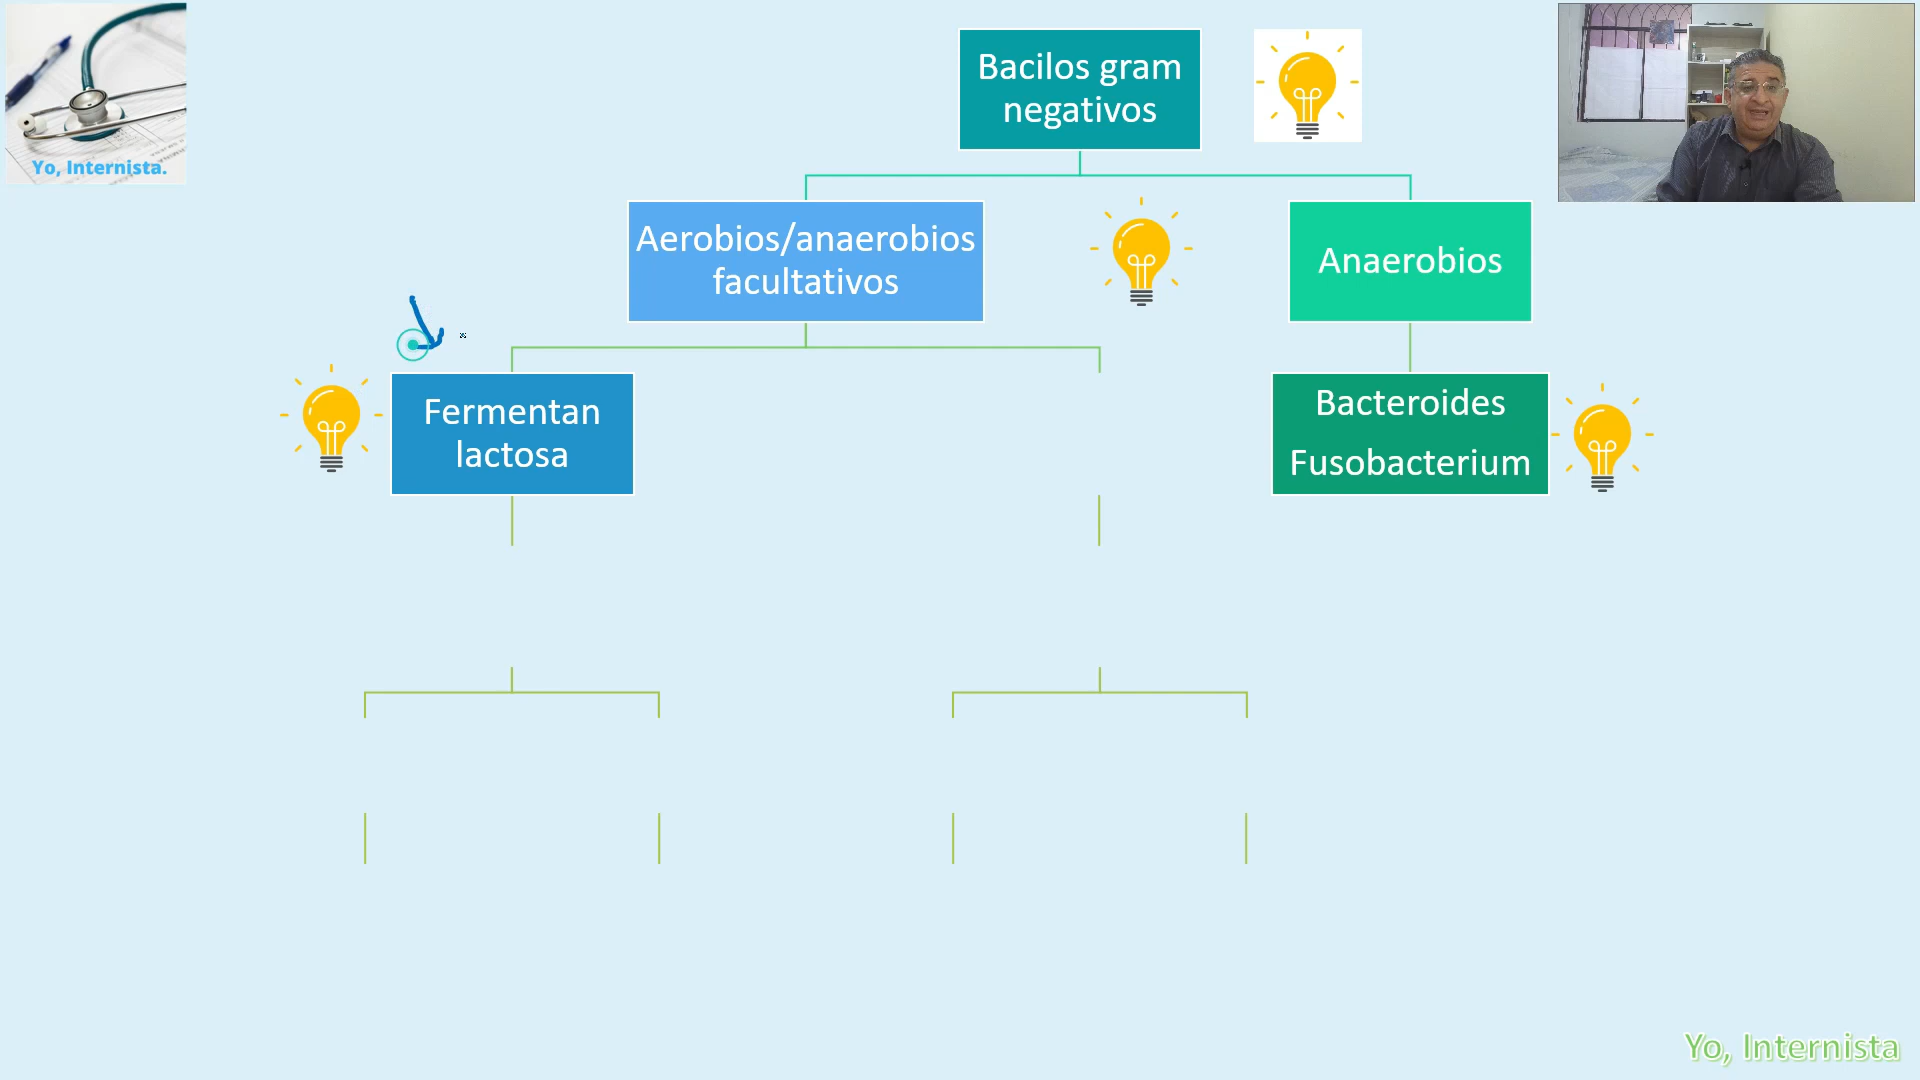 Yo, Internista.
Bacilos gram
negativos
Aerobios/anaerobios
facultativos
Anaerobios
Fermentan
lactosa
Bacteroides
Fusobacterium
Yo, Internista